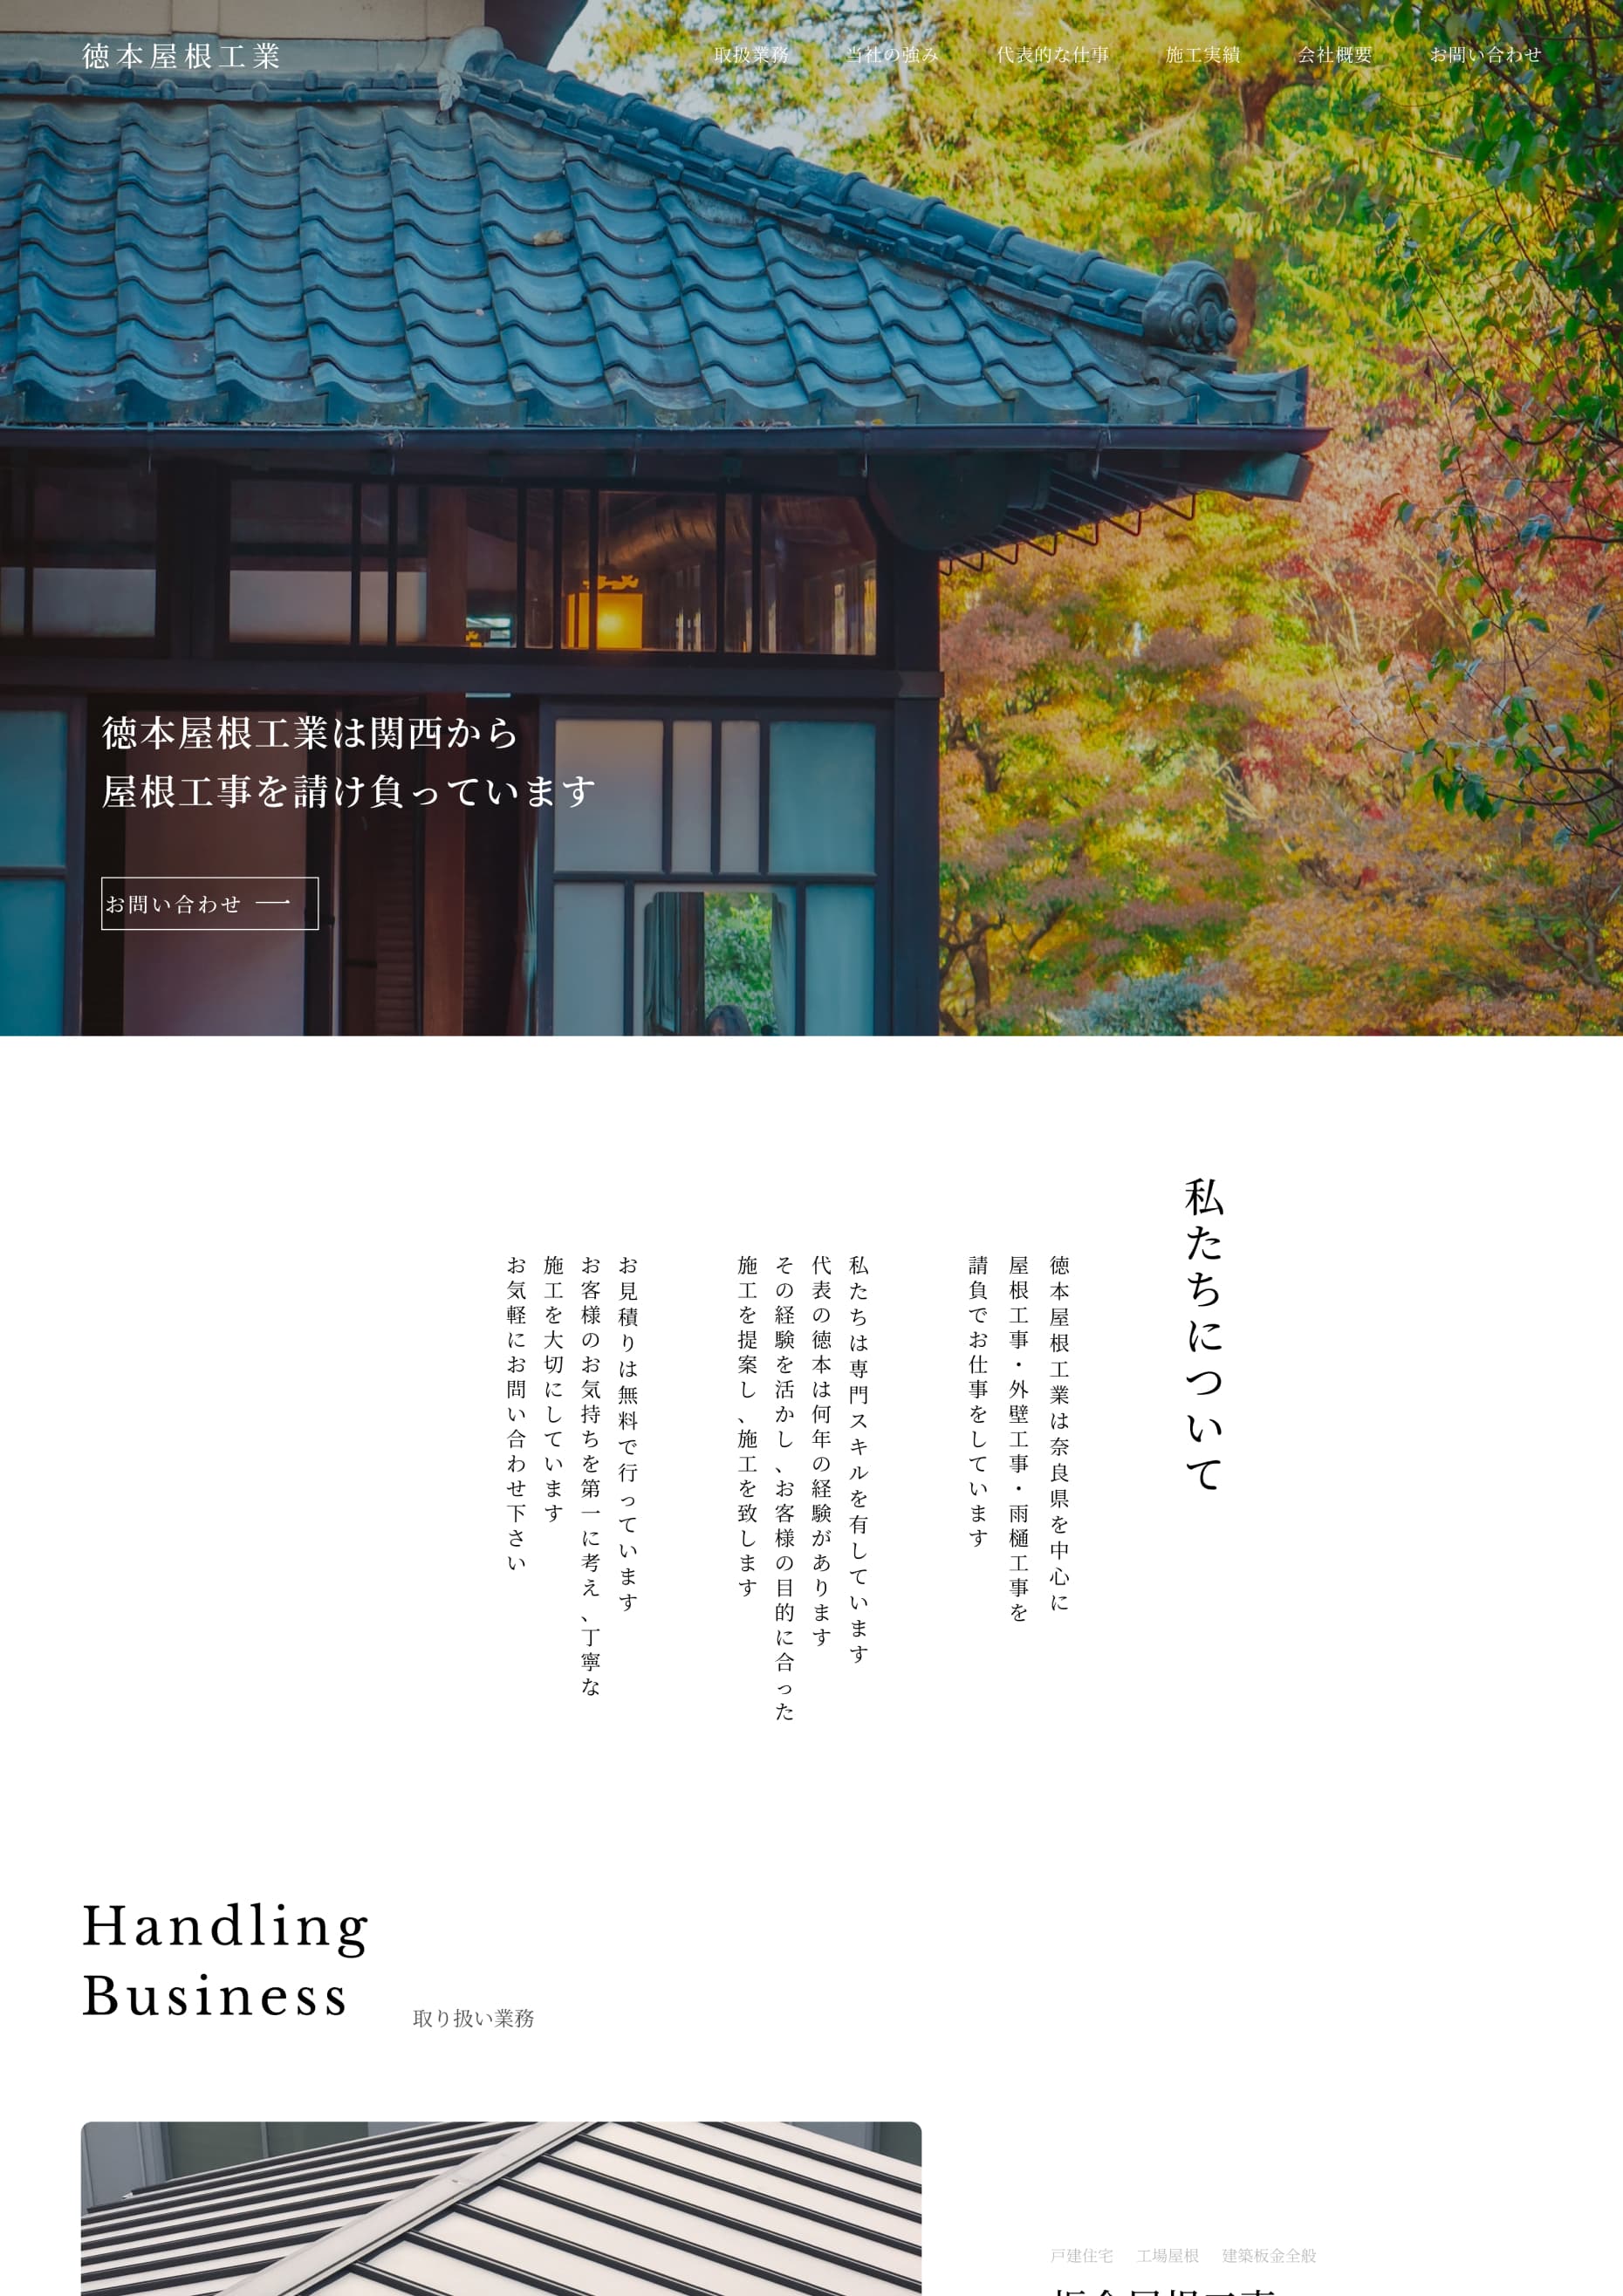 徳本屋根工業
取扱業務
当社の強み
代表的な仕事
施工実績
会社概要
お問い合わせ
徳本屋根工業は関西から
屋根工事を請け負っています
お問い合わせ
私たちについて
徳本屋根工業は奈良県を中心に
屋根工事・外壁工事・雨樋工事を
請負でお仕事をしています
私たちは専門スキルを有しています
代表の徳本は何年の経験があります
その経験を活かし、お客様の目的に合った
施工を提案し、施工を致します
お見積りは無料で行っています
お客様のお気持ちを第一に考え、丁寧な
施工を大切にしています
お気軽にお問い合わせ下さい
Handling
Business
取り扱い業務
戸建住宅 工場屋根 建築板金全般